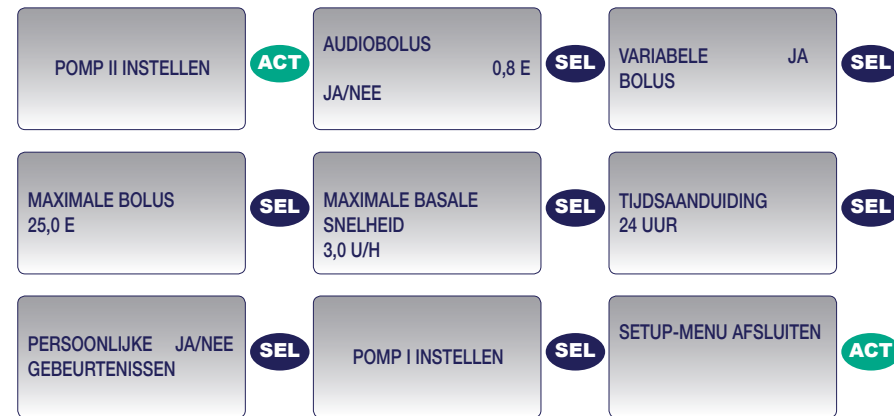 POMP II INSTELLEN
ACT
AUDIOBOLUS
0,8 E
JA/NEE
SEL
VARIABELE JA
BOLUS
SEL
MAXIMALE BOLUS
25,0 E
SEL
MAXIMALE BASALE
SNELHEID
3,0 U/H
SEL
TIJDSAANDUIDING
24 UUR
SEL
PERSOONLIJKE JA/NEE
GEBEURTENISSEN
SEL
POMP I INSTELLEN
SEL
SETUP-MENU AFSLUITEN
ACT